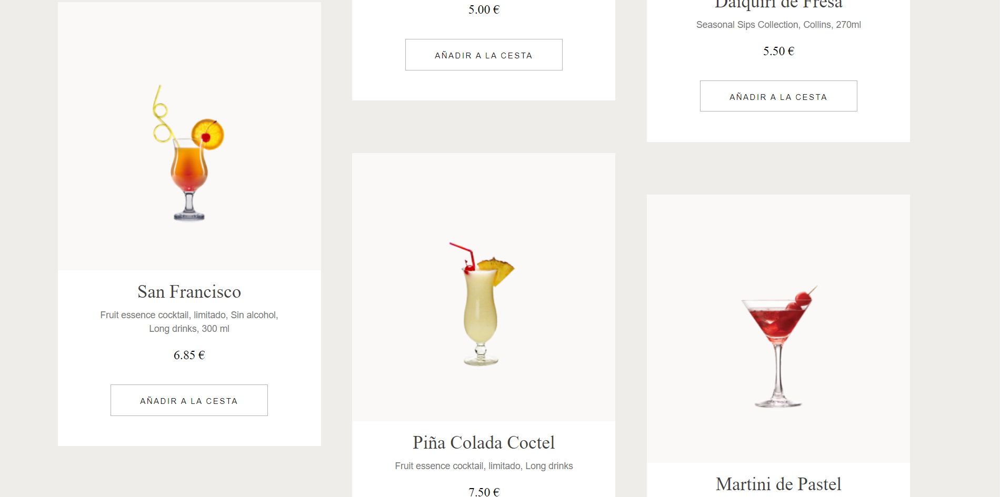 5.00 €
AÑADIR A LA CESTA
Daiquiri de Fresa
Seasonal Sips Collection, Collins, 270ml
5.50 €
AÑADIR A LA CESTA
San Francisco
Fruit essence cocktail, limitado, Sin alcohol,
Long drinks, 300 ml
6.85 €
AÑADIR A LA CESTA
Piña Colada Coctel
Fruit essence cocktail, limitado, Long drinks
7.50 €
Martini de Pastel